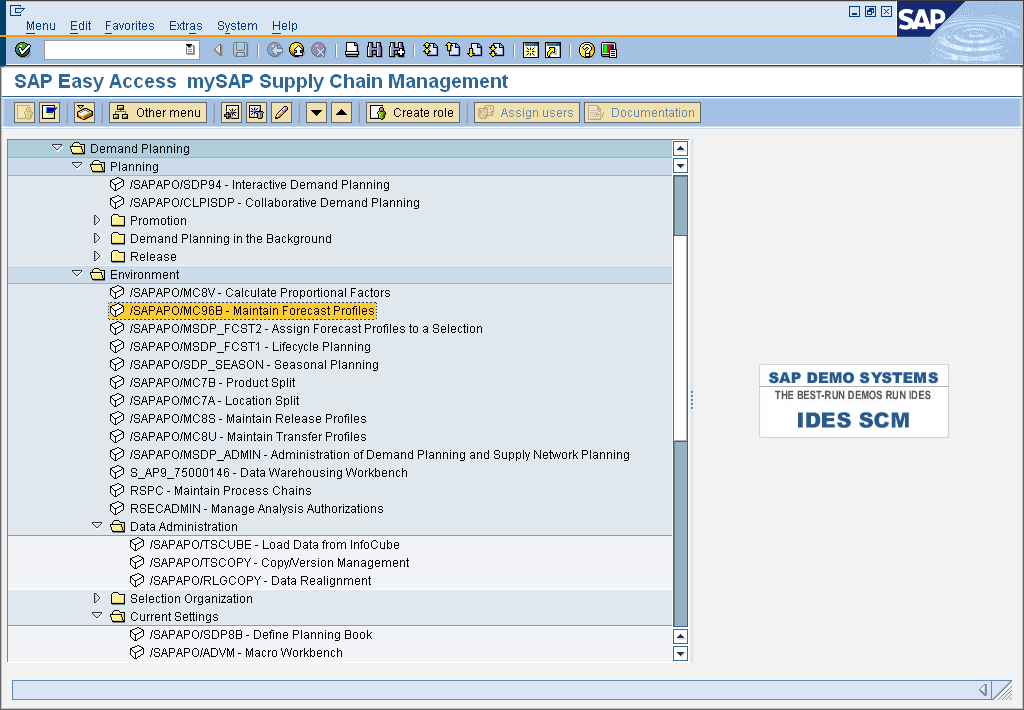 Menu Edit Favorites Extras System Help
SAP
SAP Easy Access mySAP Supply Chain Management
Other menu Create role Assign users Documentation
Demand Planning
Planning
/SAPAPO/SDP94 - Interactive Demand Planning
/SAPAPO/CLPISDP - Collaborative Demand Planning
Promotion
Demand Planning in the Background
Release
Environment
/SAPAPO/MC8V - Calculate Proportional Factors
/SAPAPO/MC96B - Maintain Forecast Profiles
/SAPAPO/MSDP_FCST2 - Assign Forecast Profiles to a Selection
/SAPAPO/MSDP_FCST1 - Lifecycle Planning
/SAPAPO/SDP_SEASON - Seasonal Planning
/SAPAPO/MC7B - Product Split
/SAPAPO/MC7A - Location Split
/SAPAPO/MC8S - Maintain Release Profiles
/SAPAPO/MC8U - Maintain Transfer Profiles
/SAPAPO/MSDP_ADMIN - Administration of Demand Planning and Supply Network Planning
S_AP9_75000146 - Data Warehousing Workbench
RSPC - Maintain Process Chains
RSECADMIN - Manage Analysis Authorizations
Data Administration
/SAPAPO/TSCUBE - Load Data from InfoCube
/SAPAPO/TSCOPY - Copy/Version Management
/SAPAPO/RLGCOPY - Data Realignment
Selection Organization
Current Settings
/SAPAPO/SDP8B - Define Planning Book
/SAPAPO/ADVM - Macro Workbench
SAP DEMO SYSTEMS
THE BEST-RUN DEMOS RUN IDES
IDES SCM